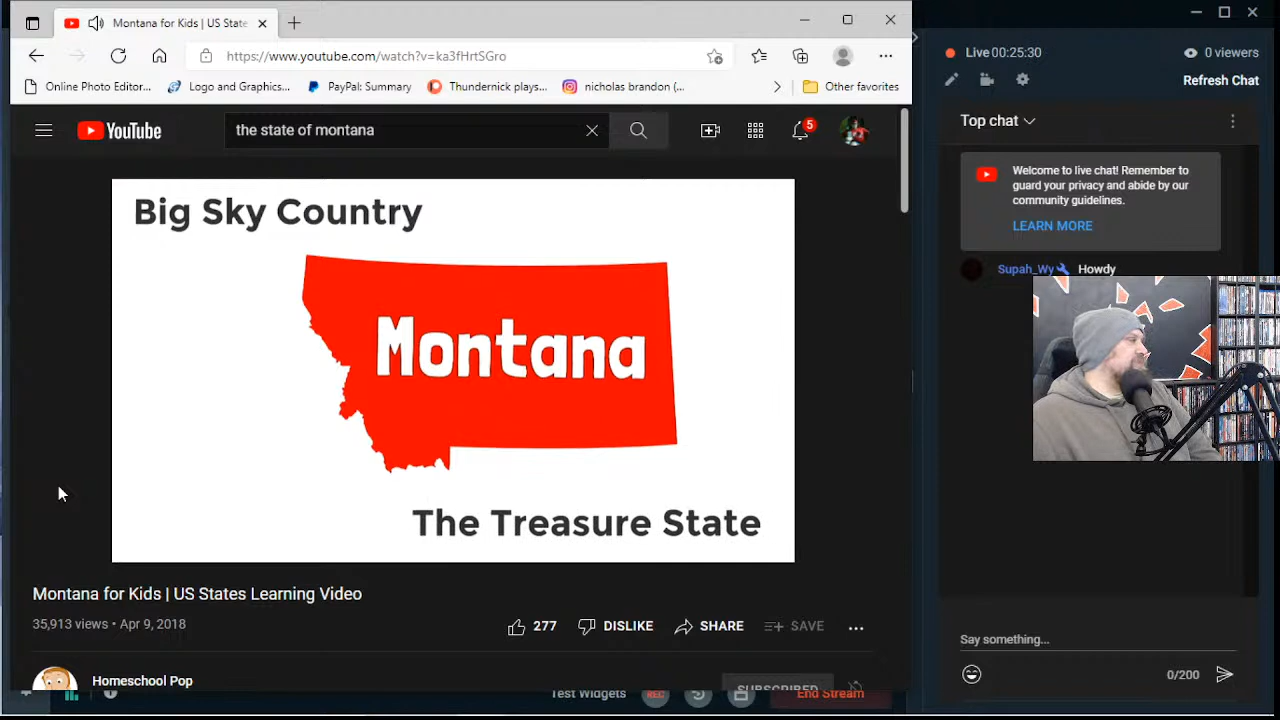 Montana for Kids | US State
https://www.youtube.com/watch?v=ka3fHrtSGro
Online Photo Editor...
Logo and Graphics...
PayPal: Summary
Thundernick plays...
nicholas brandon (...
Other favorites
YouTube
the state of montana
5
Big Sky Country
Montana
The Treasure State
Montana for Kids | US States Learning Video
35,913 views • Apr 9, 2018
277
DISLIKE
SHARE
SAVE
Homeschool Pop
SUBSCRIBED
Test Widgets
REC
End Stream
Live 00:25:30
0 viewers
Refresh Chat
Top chat
Welcome to live chat! Remember to
guard your privacy and abide by our
community guidelines.
LEARN MORE
Supah_Wy Howdy
Say something...
0/200